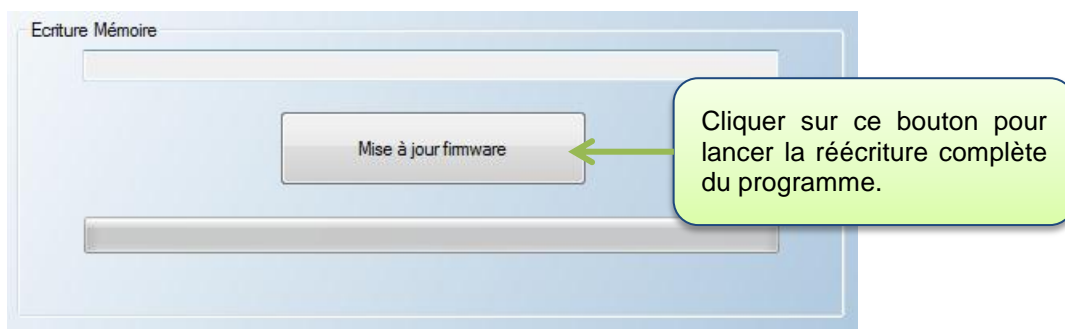 Ecriture Mémoire
Mise à jour firmware
Cliquer sur ce bouton pour
lancer la réécriture complète
du programme.